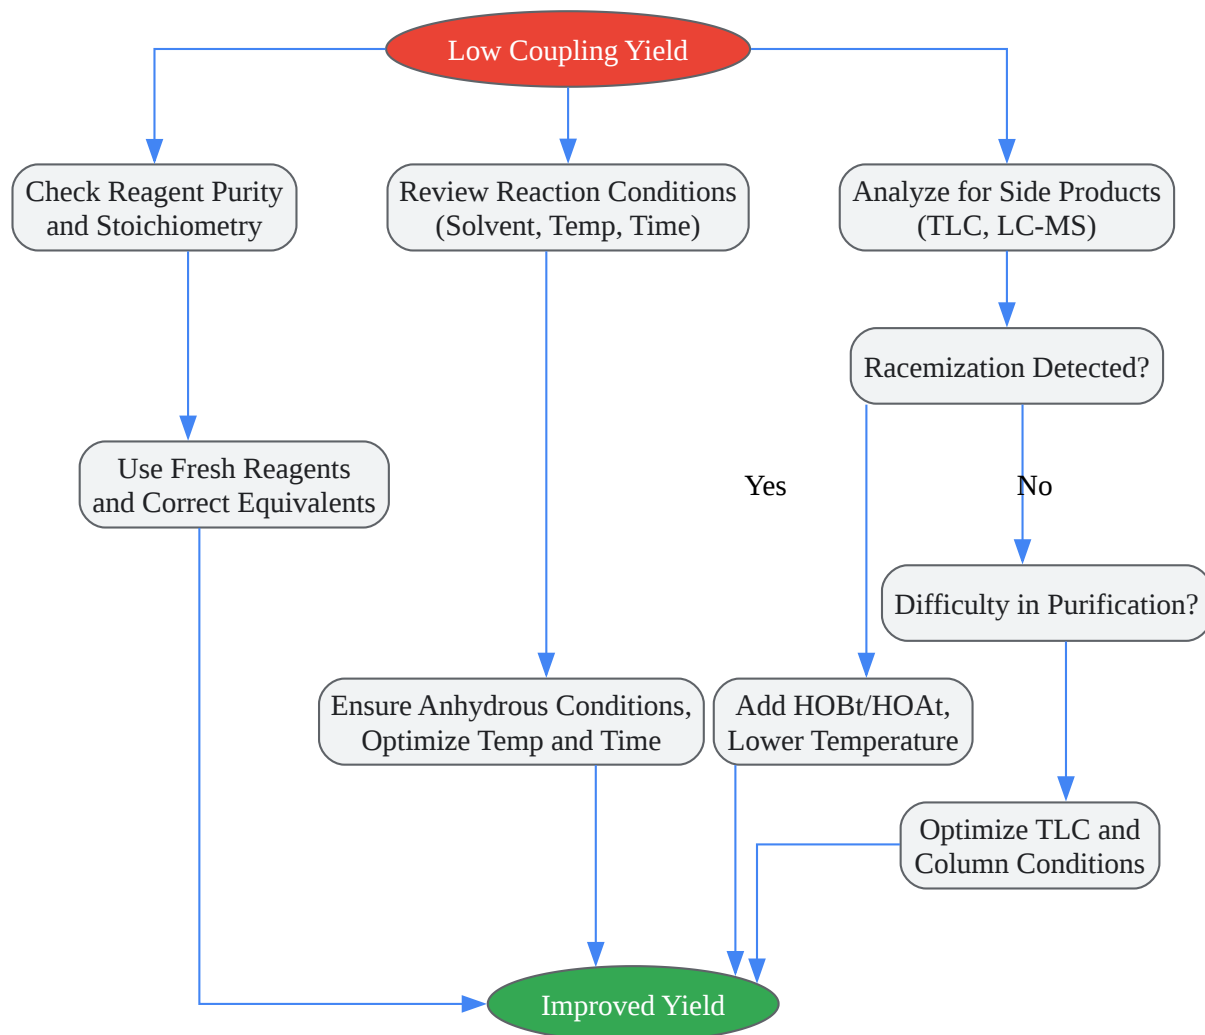 Low Coupling Yield
Check Reagent Purity
and Stoichiometry
Review Reaction Conditions
(Solvent, Temp, Time)
Analyze for Side Products
(TLC, LC-MS)
Racemization Detected?
Use Fresh Reagents
and Correct Equivalents
Yes
No
Difficulty in Purification?
Ensure Anhydrous Conditions,
Optimize Temp and Time
Add HOBt/HOAt,
Lower Temperature
Optimize TLC and
Column Conditions
Improved Yield